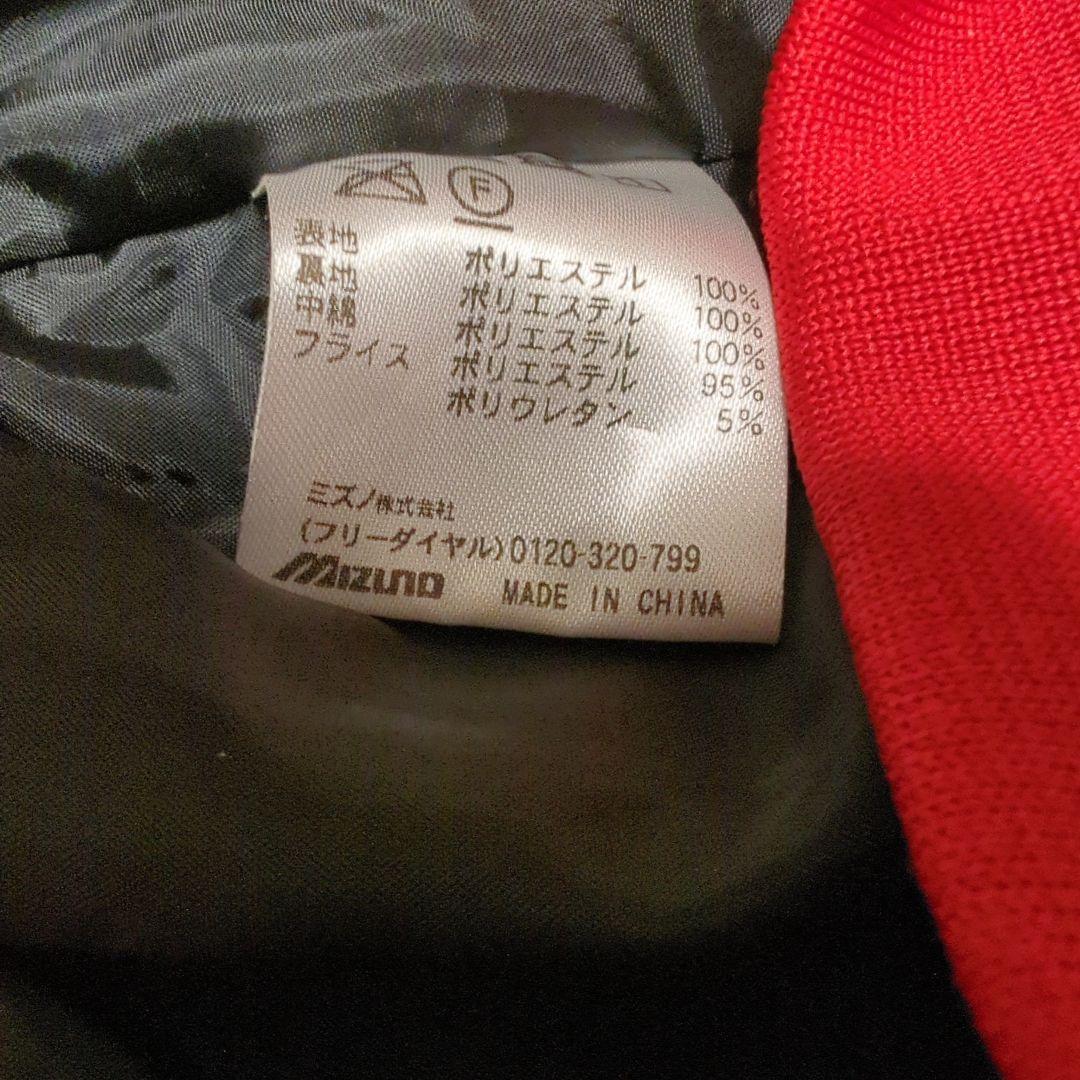 F
表地 ポリエステル 100%
裏地 ポリエステル 100%
中綿 ポリエステル 100%
フライス ポリエステル 95%
ポリウレタン 5%
ミズノ株式会社
(フリーダイヤル)0120-320-799
MIZUNO MADE IN CHINA